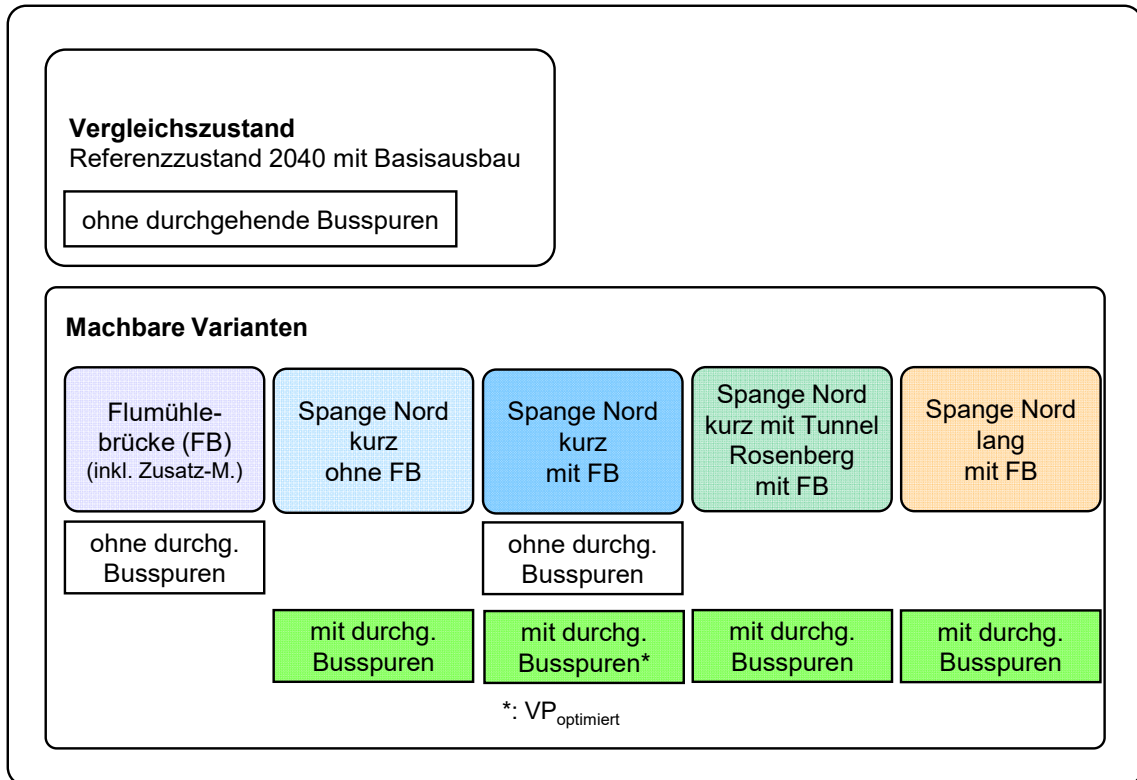 Vergleichszustand
Referenzzustand 2040 mit Basisausbau
ohne durchgehende Busspuren
Machbare Varianten
Flumühle-
brücke (FB)
(inkl. Zusatz-M.)
Spange Nord
kurz
ohne FB
Spange Nord
kurz
mit FB
Spange Nord
kurz mit Tunnel
Rosenberg
mit FB
Spange Nord
lang
mit FB
ohne durchg.
Busspuren
ohne durchg.
Busspuren
mit durchg.
Busspuren
mit durchg.
Busspuren*
mit durchg.
Busspuren
mit durchg.
Busspuren
*: VPoptimiert